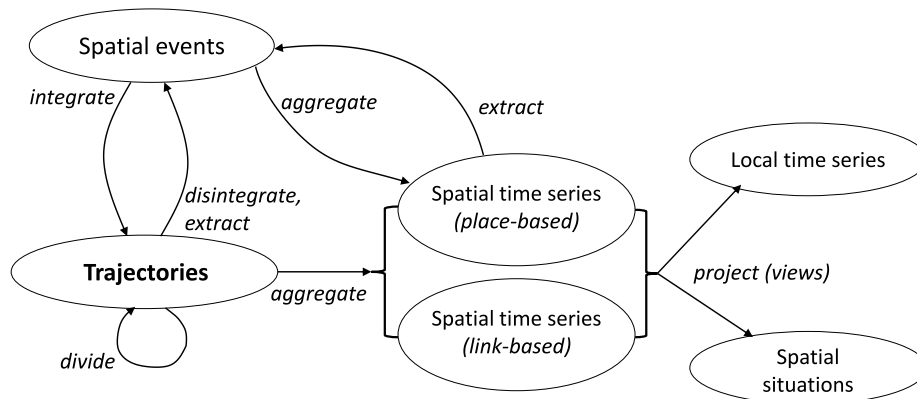 Spatial events
integrate
aggregate
extract
disintegrate,
extract
Trajectories
divide
aggregate
Spatial time series
(place-based)
Spatial time series
(link-based)
Local time series
project (views)
Spatial
situations